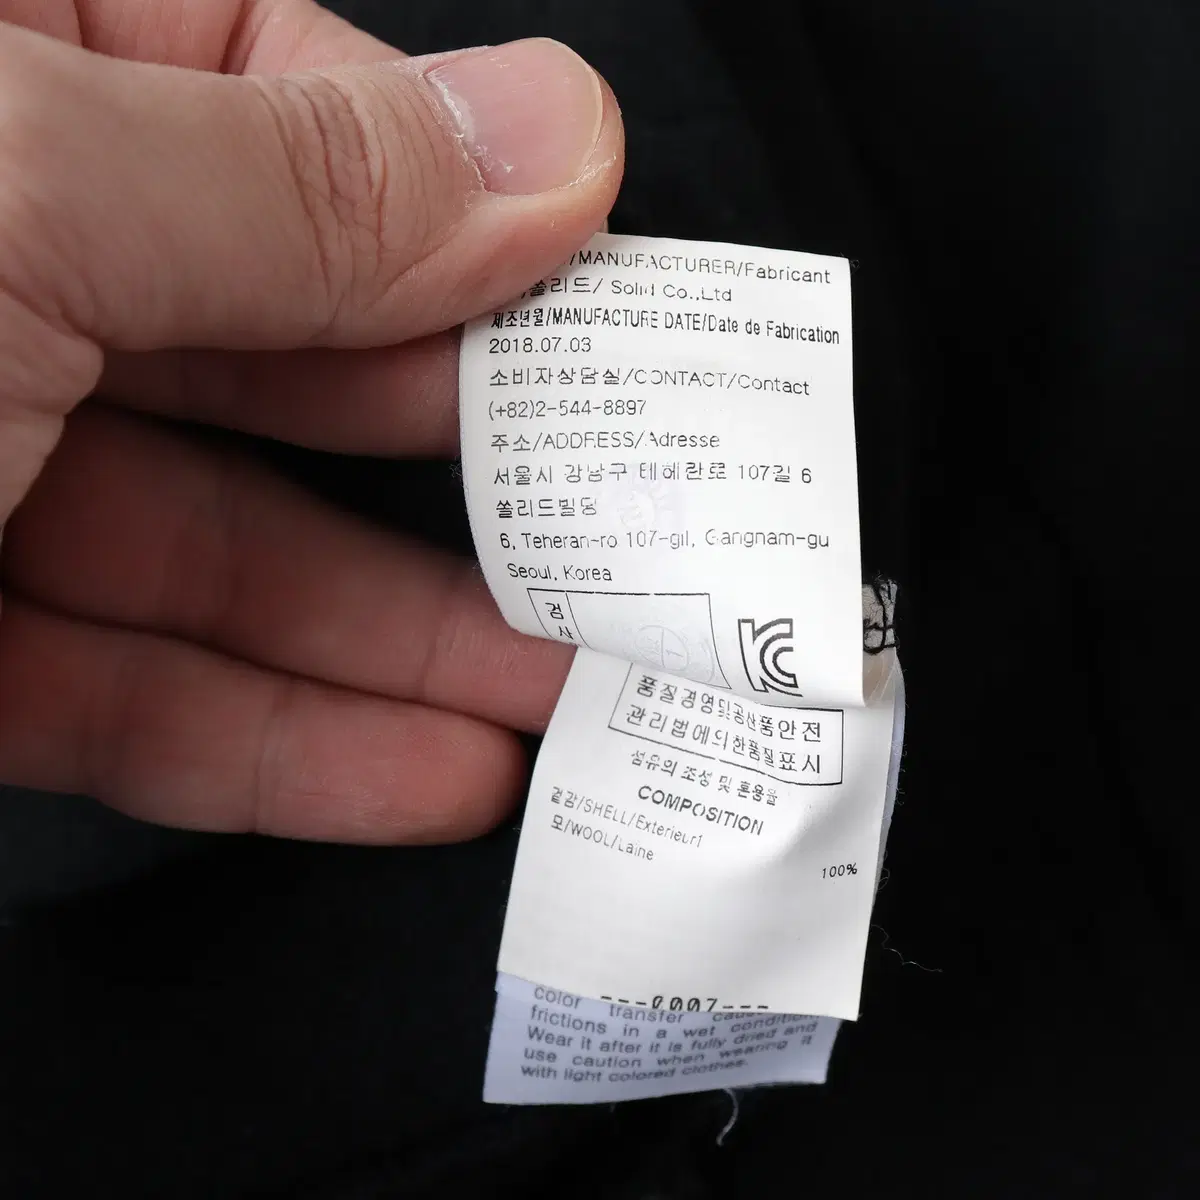 /MANUFACTURER/Fabricant
쏠리드/ Solid Co.,Ltd
제조년월/MANUFACTURE DATE/Date de Fabrication
2018.07.03
소비자상담실/CONTACT/Contact
(+82)2-544-8897
주소/ADDRESS/Adresse
서울시 강남구 테헤란로 107길 6
쏠리드빌딩
6, Teheran-ro 107-gil, Gangnam-gu
Seoul, Korea
검
사
품질경영및공산품안전
관리법에의한품질표시
섬유의 조성 및 혼용율
COMPOSITION
겉감/SHELL/Exterieur1
모/WOOL/Laine 100%
---0007---
color transfer
frictions in a wet condition.
Wear it after it is fully dried and
use caution when wearing it
with light colored clothes.